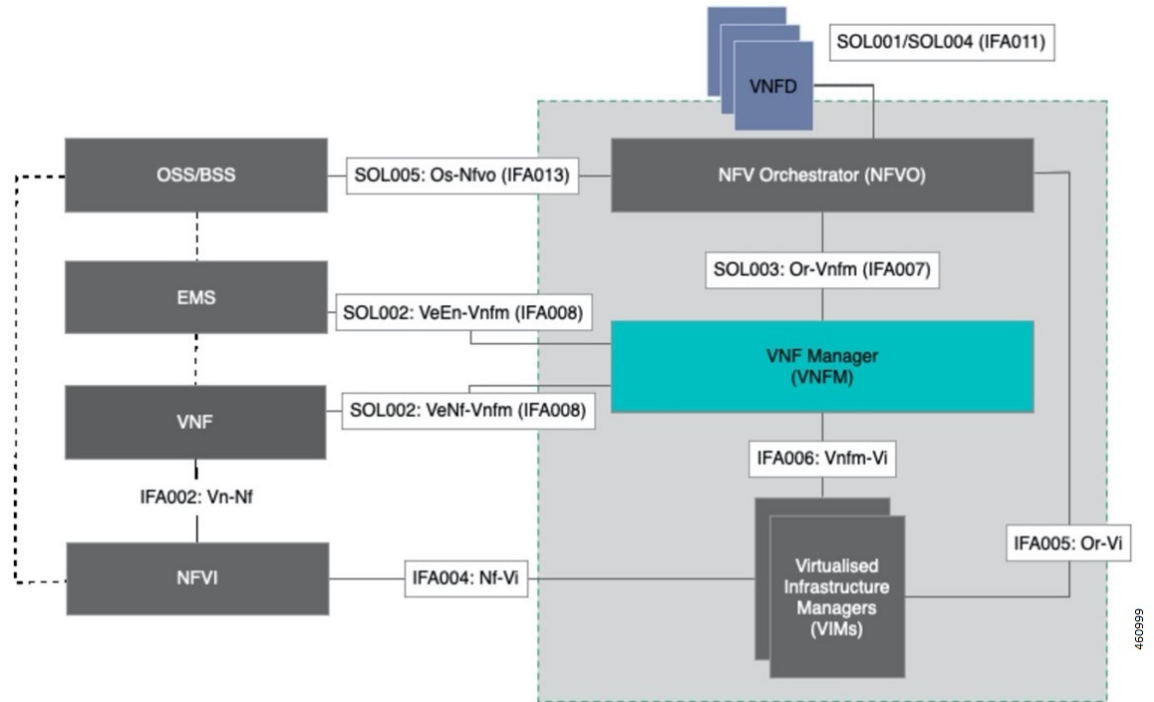 SOL001/SOL004 (IFA011)
VNFD
OSS/BSS
SOL005: Os-Nfvo (IFA013)
NFV Orchestrator (NFVO)
SOL003: Or-Vnfm (IFA007)
EMS
SOL002: VeEn-Vnfm (IFA008)
VNF Manager
(VNFM)
VNF
SOL002: VeNf-Vnfm (IFA008)
IFA006: Vnfm-Vi
IFA002: Vn-Nf
IFA005: Or-Vi
NFVI
IFA004: Nf-Vi
Virtualised
Infrastructure
Managers
(VIMs)
460999